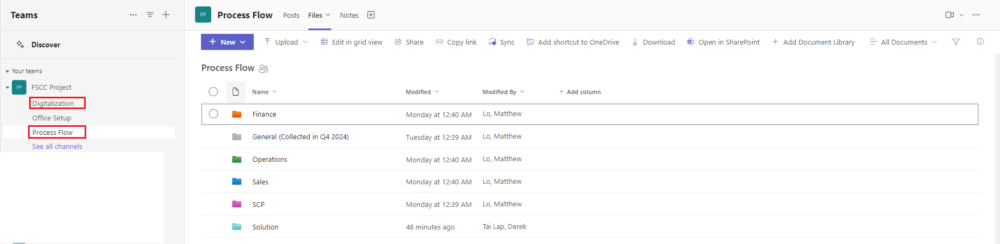 Teams
FP Process Flow Posts Files Notes
Discover
New Upload Edit in grid view Share Copy link Sync Add shortcut to OneDrive Download Open in SharePoint Add Document Library All Documents
Your teams
FP FSCC Project
Digitalization
Office Setup
Process Flow
See all channels
Process Flow
Name Modified Modified By + Add column
Finance Monday at 12:40 AM Lo, Matthew
General (Collected in Q4 2024) Tuesday at 12:39 AM Lo, Matthew
Operations Monday at 12:40 AM Lo, Matthew
Sales Monday at 12:40 AM Lo, Matthew
SCP Monday at 12:39 AM Lo, Matthew
Solution 48 minutes ago Tai Lap, Derek